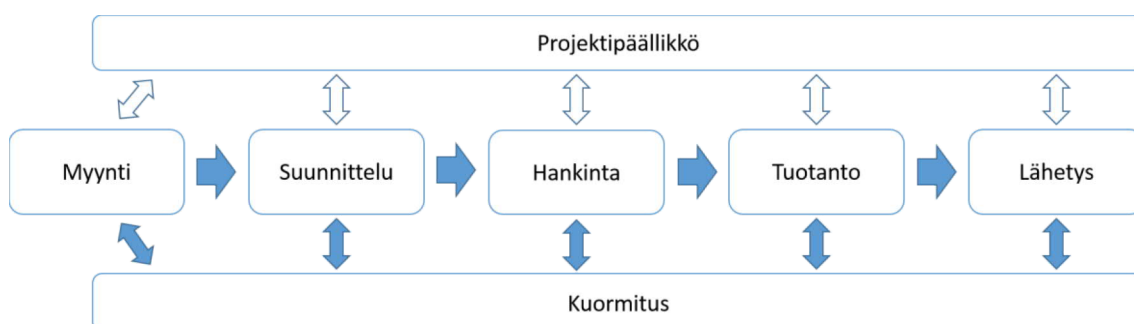 Projektipäällikkö
Myynti
Suunnittelu
Hankinta
Tuotanto
Lähetys
Kuormitus